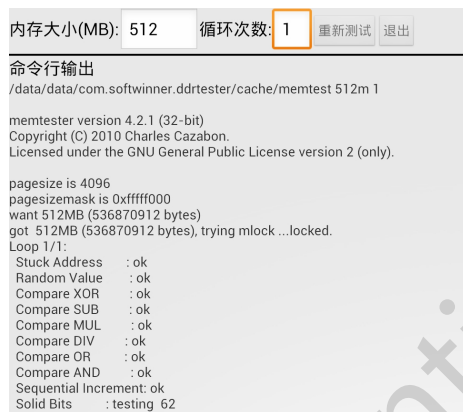 内存大小(MB): 512 循环次数: 1 重新测试 退出
命令行输出
/data/data/com.softwinner.ddrtester/cache/memtest 512m 1
memtester version 4.2.1 (32-bit)
Copyright (C) 2010 Charles Cazabon.
Licensed under the GNU General Public License version 2 (only).
pagesize is 4096
pagesizemask is 0xfffff000
want 512MB (536870912 bytes)
got 512MB (536870912 bytes), trying mlock ...locked.
Loop 1/1:
Stuck Address : ok
Random Value : ok
Compare XOR : ok
Compare SUB : ok
Compare MUL : ok
Compare DIV : ok
Compare OR : ok
Compare AND : ok
Sequential Increment: ok
Solid Bits : testing 62